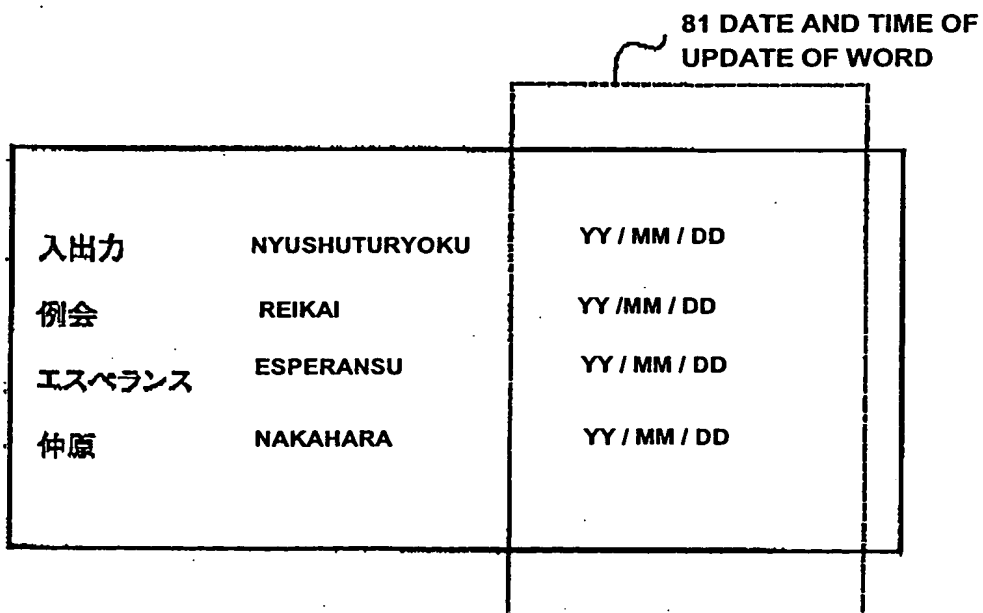 81 DATE AND TIME OF
UPDATE OF WORD
入出力 NYUSHUTURYOKU YY / MM / DD
例会 REIKAI YY /MM / DD
エスペランス ESPERANSU YY / MM / DD
仲原 NAKAHARA YY / MM / DD